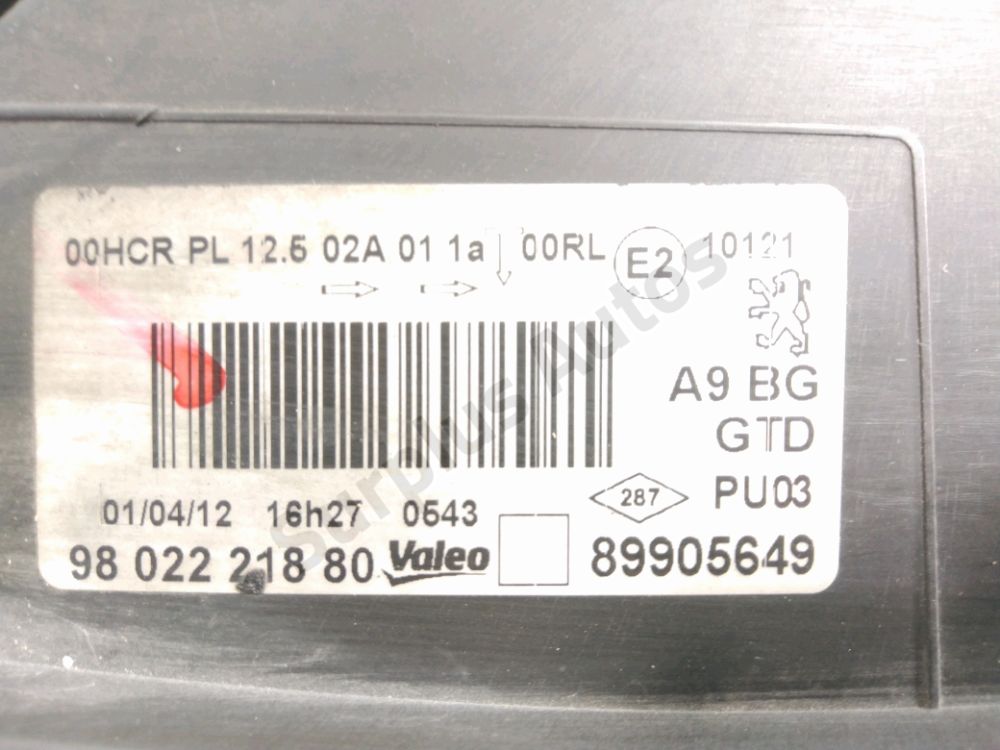 00HCR PL 12.5 02A 01 1a 00RL E2 10121
A9 BG
GTD
01/04/12 16h27 0543 287 PU03
98 022 218 80 Valeo 89905649
Surplus Autos